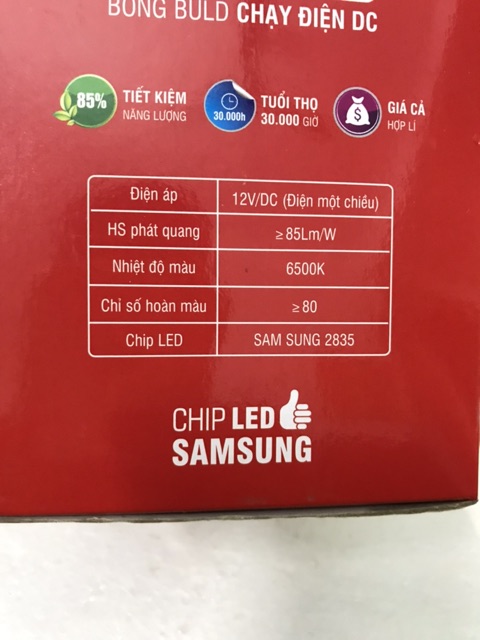 BÓNG BULD CHẠY ĐIỆN DC
85%
TIẾT KIỆM
NĂNG LƯỢNG
30.000h
TUỔI THỌ
30.000 GIỜ
$
GIÁ CẢ
HỢP LÍ
Điện áp 12V/DC (Điện một chiều)
HS phát quang ≥85Lm/W
Nhiệt độ màu 6500K
Chỉ số hoàn màu ≥80
Chip LED SAM SUNG 2835
CHIP LED
SAMSUNG